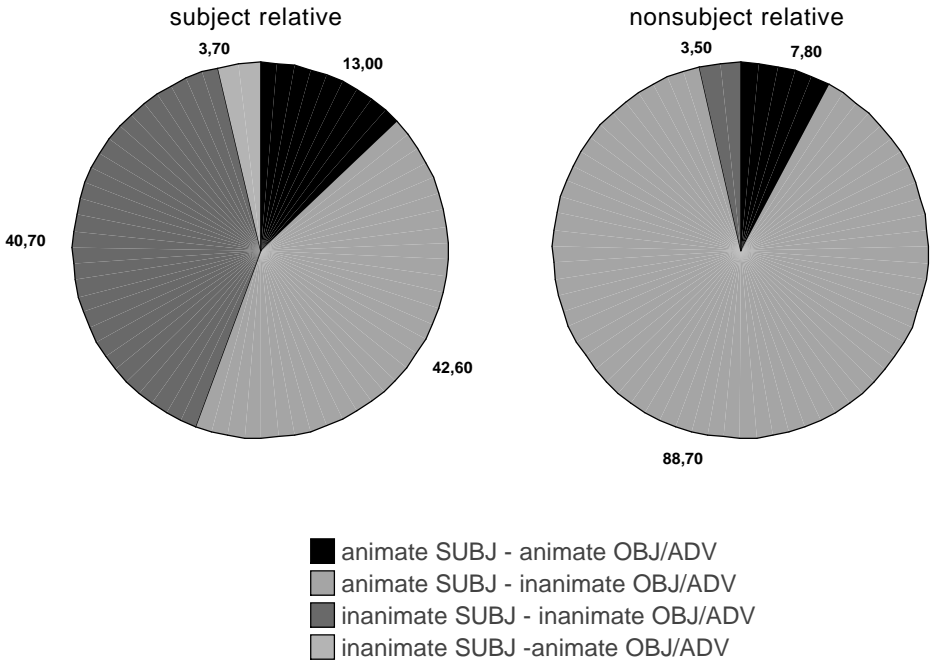 subject relative
nonsubject relative
3,70
13,00
3,50
7,80
40,70
42,60
88,70
animate SUBJ - animate OBJ/ADV
animate SUBJ - inanimate OBJ/ADV
inanimate SUBJ - inanimate OBJ/ADV
inanimate SUBJ -animate OBJ/ADV